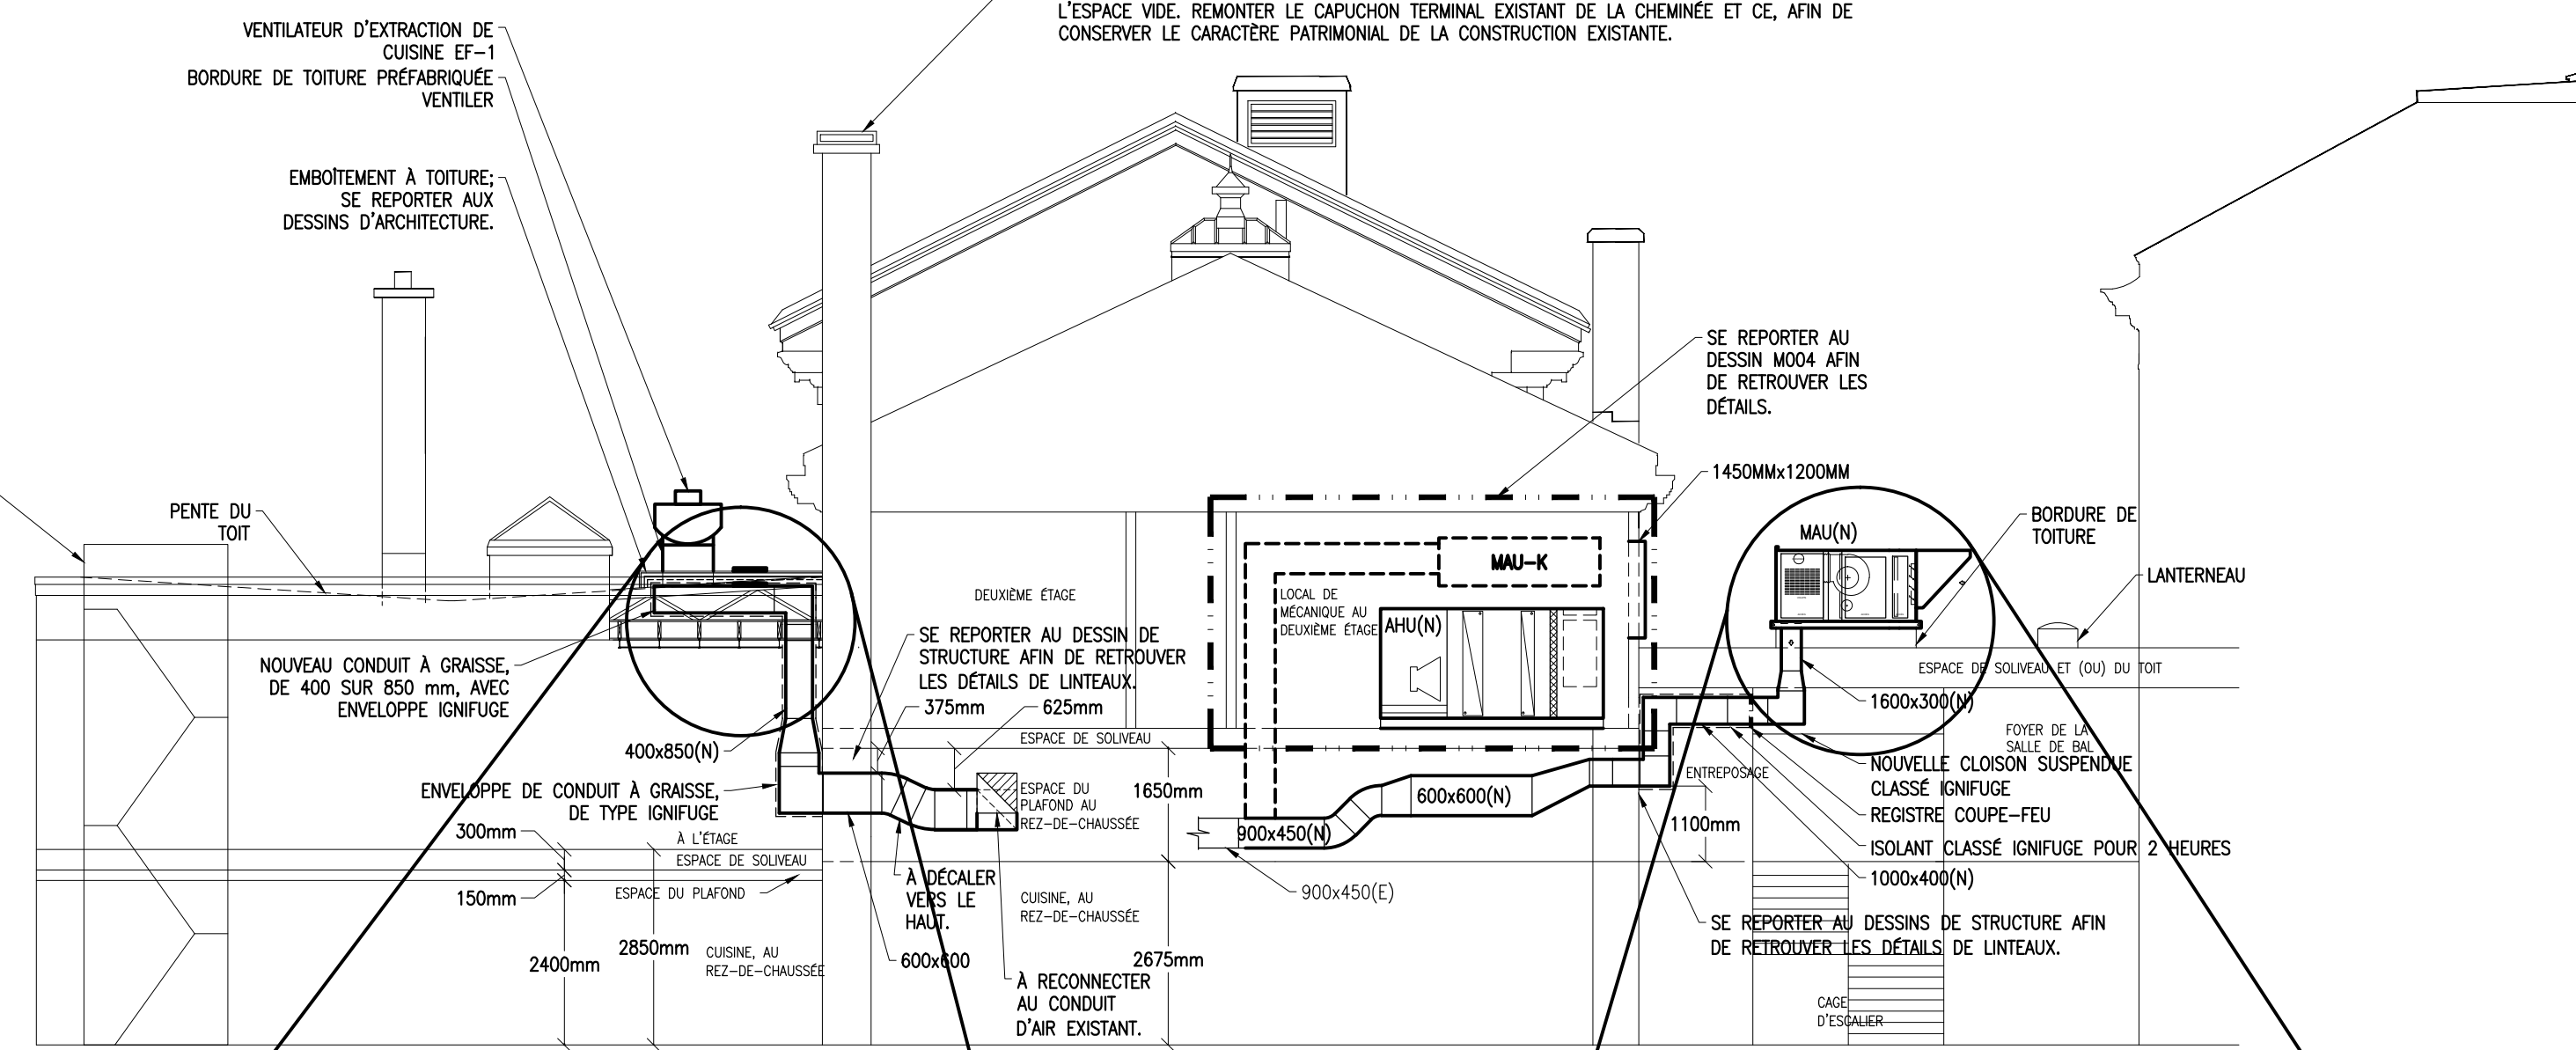 L'ESPACE VIDE. REMONTER LE CAPUCHON TERMINAL EXISTANT DE LA CHEMINÉE ET CE, AFIN DE
CONSERVER LE CARACTÈRE PATRIMONIAL DE LA CONSTRUCTION EXISTANTE.
VENTILATEUR D'EXTRACTION DE
CUISINE EF-1
BORDURE DE TOITURE PRÉFABRIQUÉE
VENTILER
EMBOÎTEMENT À TOITURE;
SE REPORTER AUX
DESSINS D'ARCHITECTURE.
SE REPORTER AU
DESSIN M004 AFIN
DE RETROUVER LES
DÉTAILS.
1450MMx1200MM
PENTE DU
TOIT
MAU(N)
BORDURE DE
TOITURE
MAU-K
LANTERNEAU
DEUXIÈME ÉTAGE
LOCAL DE
MÉCANIQUE AU
DEUXIÈME ÉTAGE
AHU(N)
SE REPORTER AU DESSIN DE
STRUCTURE AFIN DE RETROUVER
LES DÉTAILS DE LINTEAUX.
NOUVEAU CONDUIT À GRAISSE,
DE 400 SUR 850 mm, AVEC
ENVELOPPE IGNIFUGE
ESPACE DE SOLIVEAU ET (OU) DU TOIT
375mm
625mm
1600x300(N)
ESPACE DE SOLIVEAU
400x850(N)
FOYER DE LA
SALLE DE BAL
NOUVELLE CLOISON SUSPENDUE
CLASSÉ IGNIFUGE
ENTREPOSAGE
ENVELOPPE DE CONDUIT À GRAISSE,
DE TYPE IGNIFUGE
ESPACE DU
PLAFOND AU
REZ-DE-CHAUSSÉE
1650mm
600x600(N)
REGISTRE COUPE-FEU
1100mm
300mm
À L'ÉTAGE
900x450(N)
ISOLANT CLASSÉ IGNIFUGE POUR 2 HEURES
ESPACE DE SOLIVEAU
1000x400(N)
À DÉCALER
VERS LE
HAUT.
150mm
ESPACE DU PLAFOND
900x450(E)
CUISINE, AU
REZ-DE-CHAUSSÉE
SE REPORTER AU DESSINS DE STRUCTURE AFIN
DE RETROUVER LES DÉTAILS DE LINTEAUX.
2400mm
2850mm
CUISINE, AU
REZ-DE-CHAUSSÉE
600x600
2675mm
À RECONNECTER
AU CONDUIT
D'AIR EXISTANT.
CAGE
D'ESCALIER